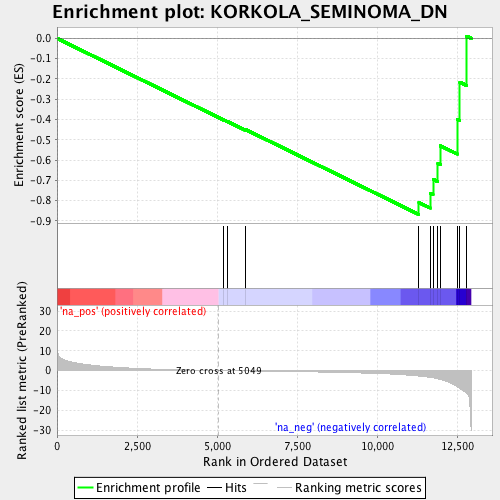 Enrichment plot: KORKOLA_SEMINOMA_DN
Enrichment score (ES)
0.0
-0.1
-0.2
-0.3
-0.4
-0.5
-0.6
-0.7
-0.8
-0.9
'na_pos' (positively correlated)
Ranked list metric (PreRanked)
30
20
10
0
-10
-20
-30
Zero cross at 5049
'na_neg' (negatively correlated)
0
2,500
5,000
7,500
10,000
12,500
Rank in Ordered Dataset
Enrichment profile
Hits
Ranking metric scores